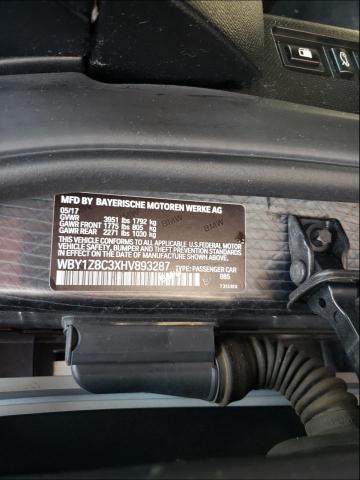 MFD BY BAYERISCHE MOTOREN WERKE AG
05/17
GVWR 3951 lbs 1792 kg
GAWR FRONT 1775 lbs 805 kg
GAWR REAR 2271 lbs 1030 kg
THIS VEHICLE CONFORMS TO ALL APPLICABLE U.S. FEDERAL MOTOR
VEHICLE SAFETY, BUMPER AND THEFT PREVENTION STANDARDS
IN EFFECT ON THE DATE OF MANUFACTURE SHOWN ABOVE.
WBY1Z8C3XHV893287 TYPE: PASSENGER CAR
B85